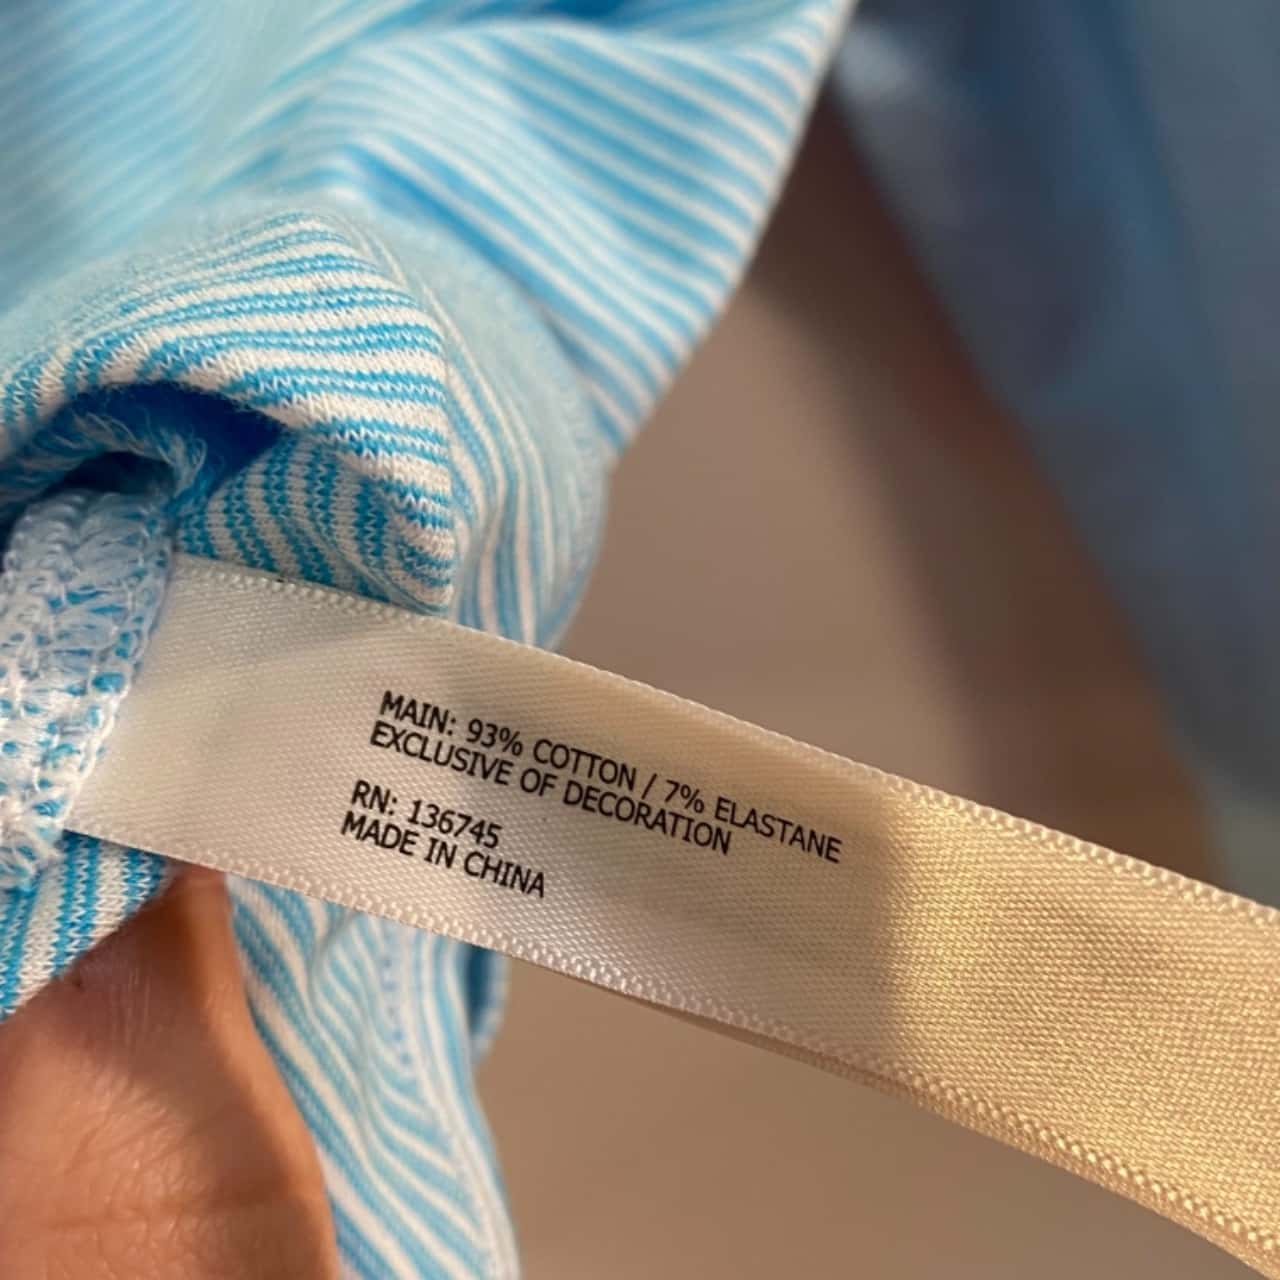 MAIN: 93% COTTON / 7% ELASTANE
EXCLUSIVE OF DECORATION
RN: 136745
MADE IN CHINA